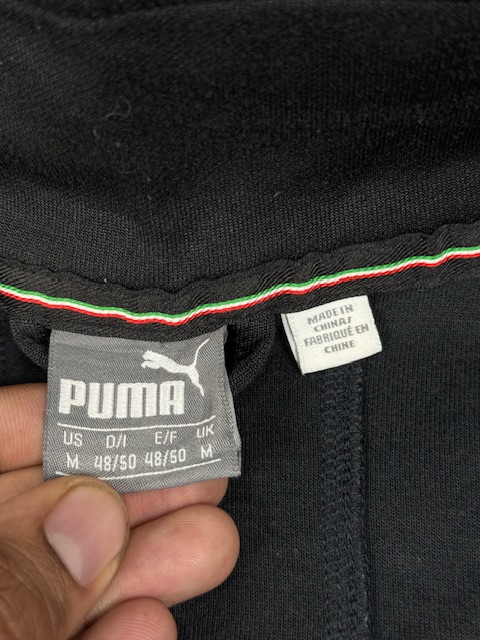 PUMA
US D/I E/F UK
M 48/50 48/50 M
MADE IN
CHINA/
FABRIQUÉ EN
CHINE